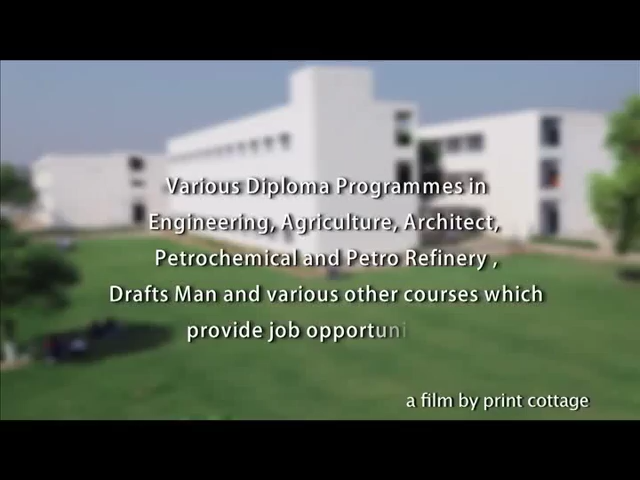 Various Diploma Programmes in
Engineering, Agriculture, Architect,
Petrochemical and Petro Refinery ,
Drafts Man and various other courses which
provide job opportuni
a film by print cottage